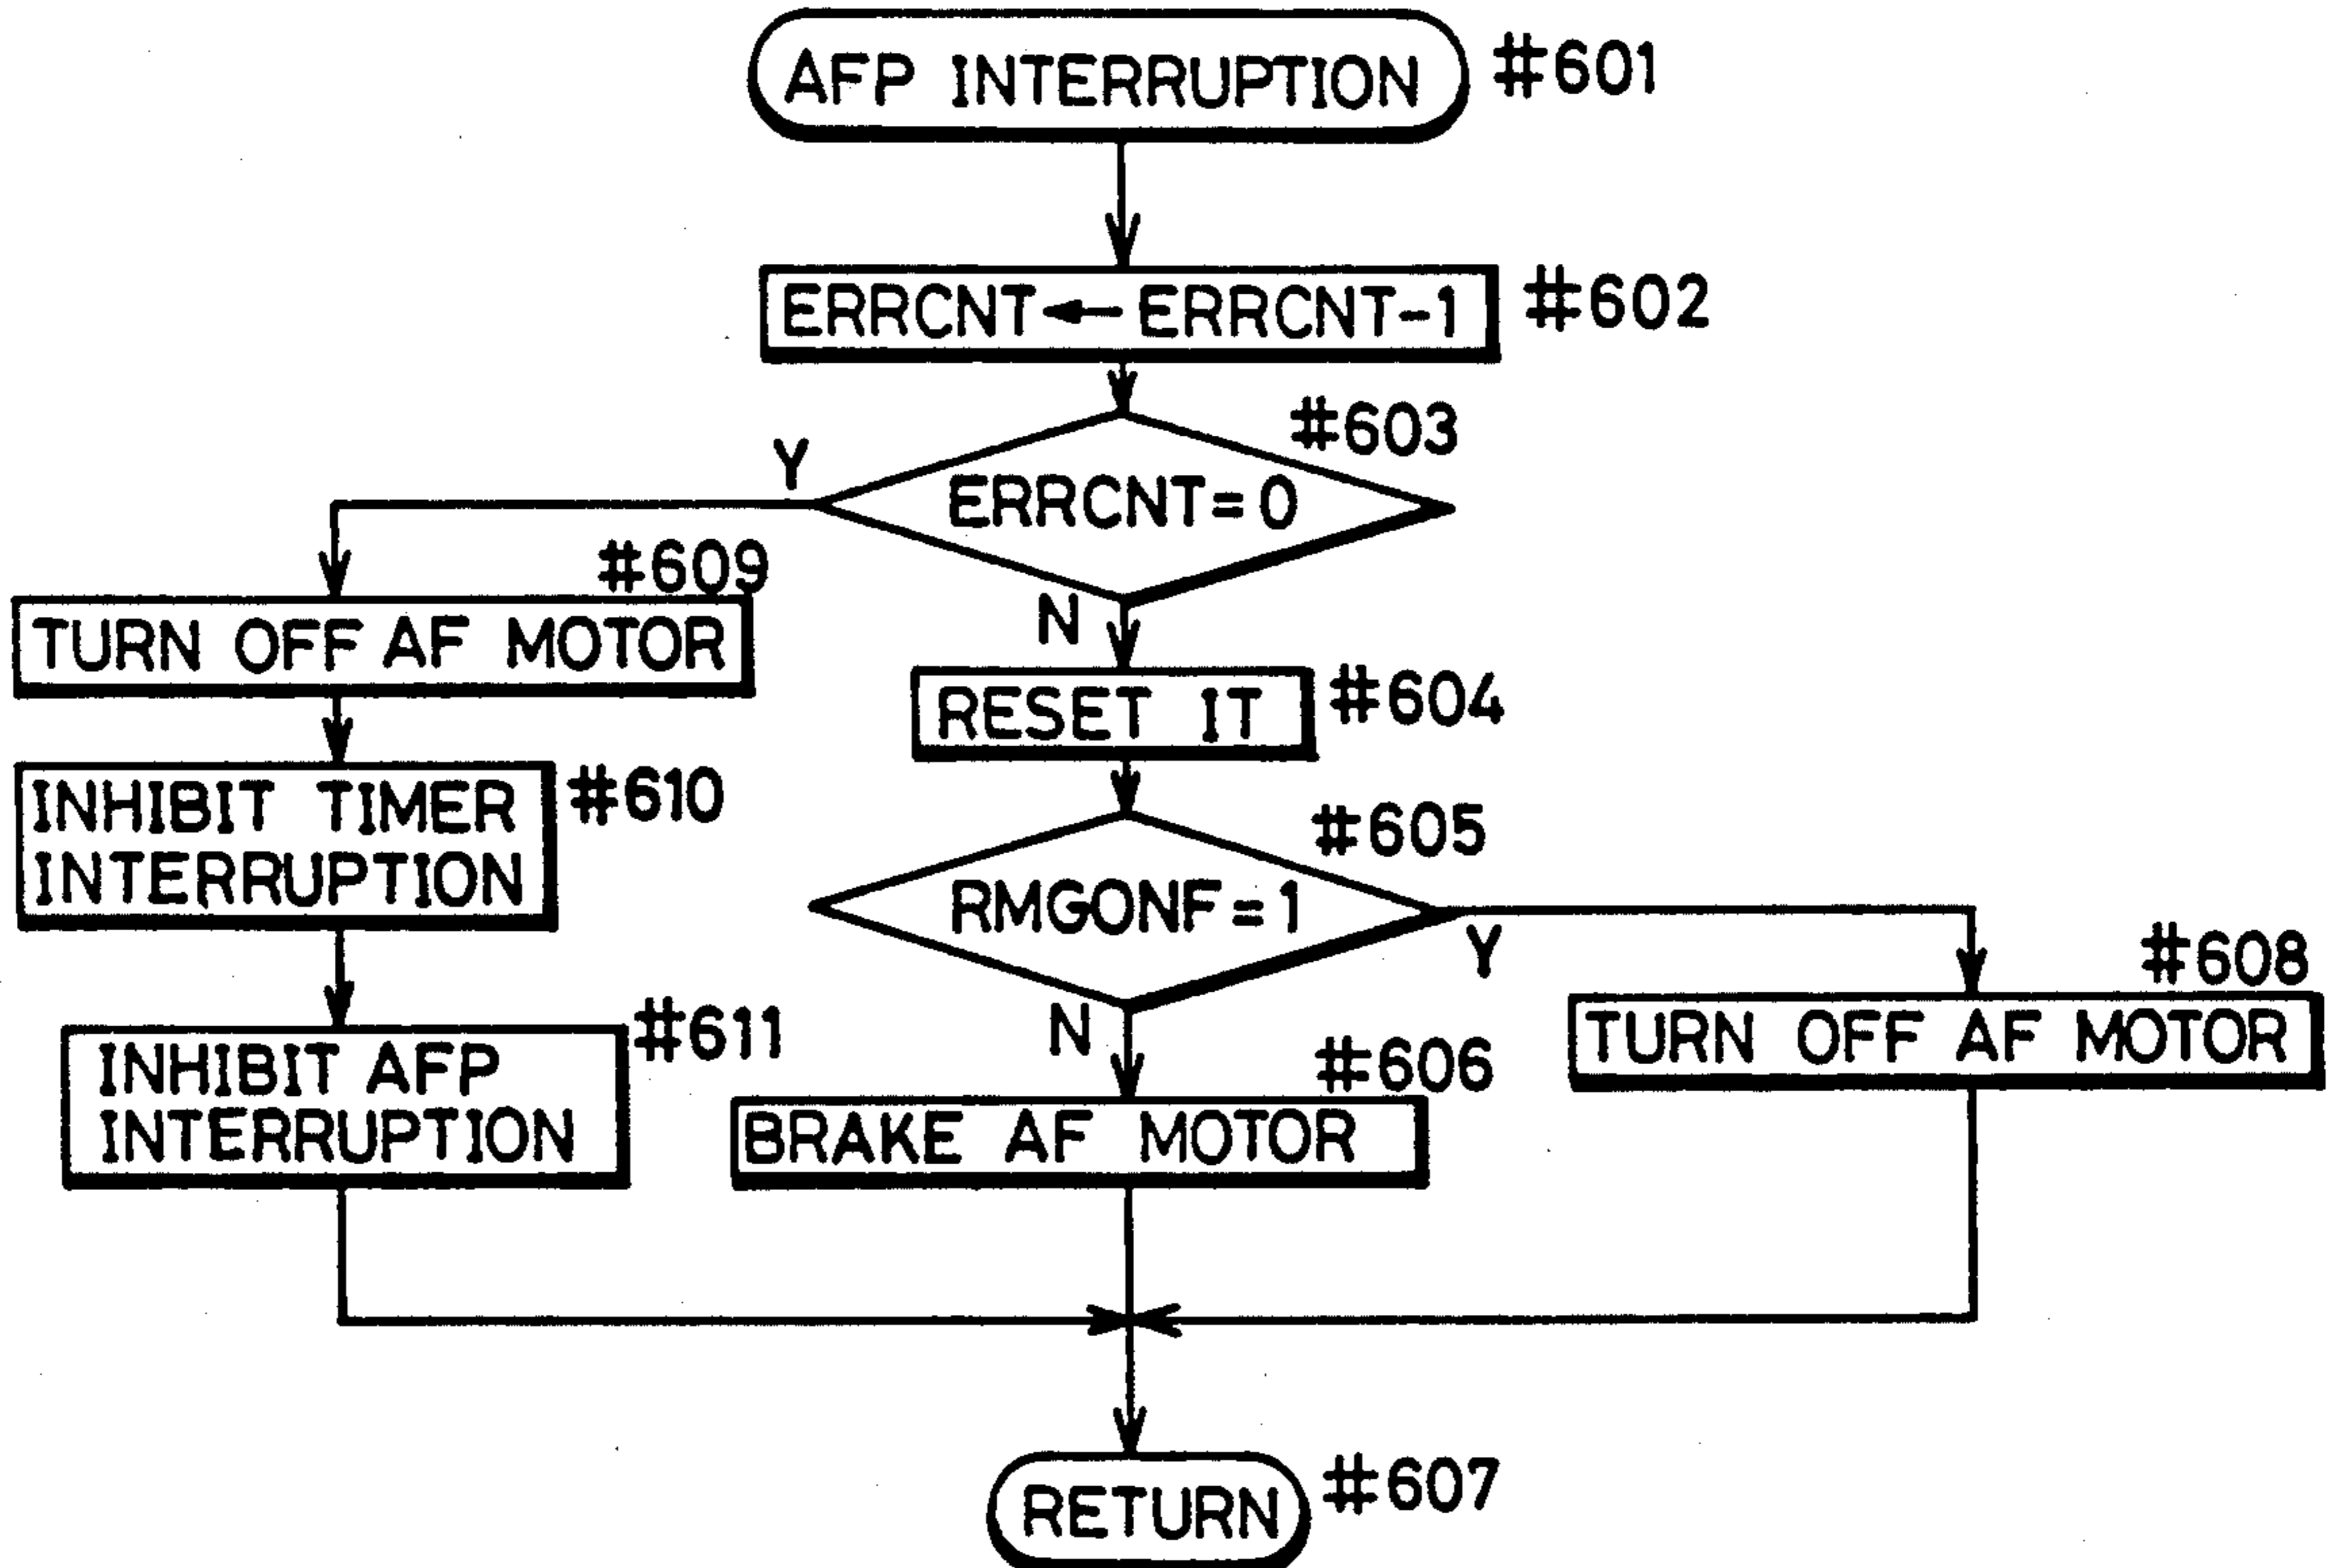 AFP INTERRUPTION #601
ERRCNT ← ERRCNT-1 #602
#603
Y
ERRCNT=0
N
#609
TURN OFF AF MOTOR
RESET IT #604
INHIBIT TIMER
INTERRUPTION
#610
#605
RMGONF=1
Y
N
#608
TURN OFF AF MOTOR
INHIBIT AFP
INTERRUPTION
#611
#606
BRAKE AF MOTOR
RETURN #607